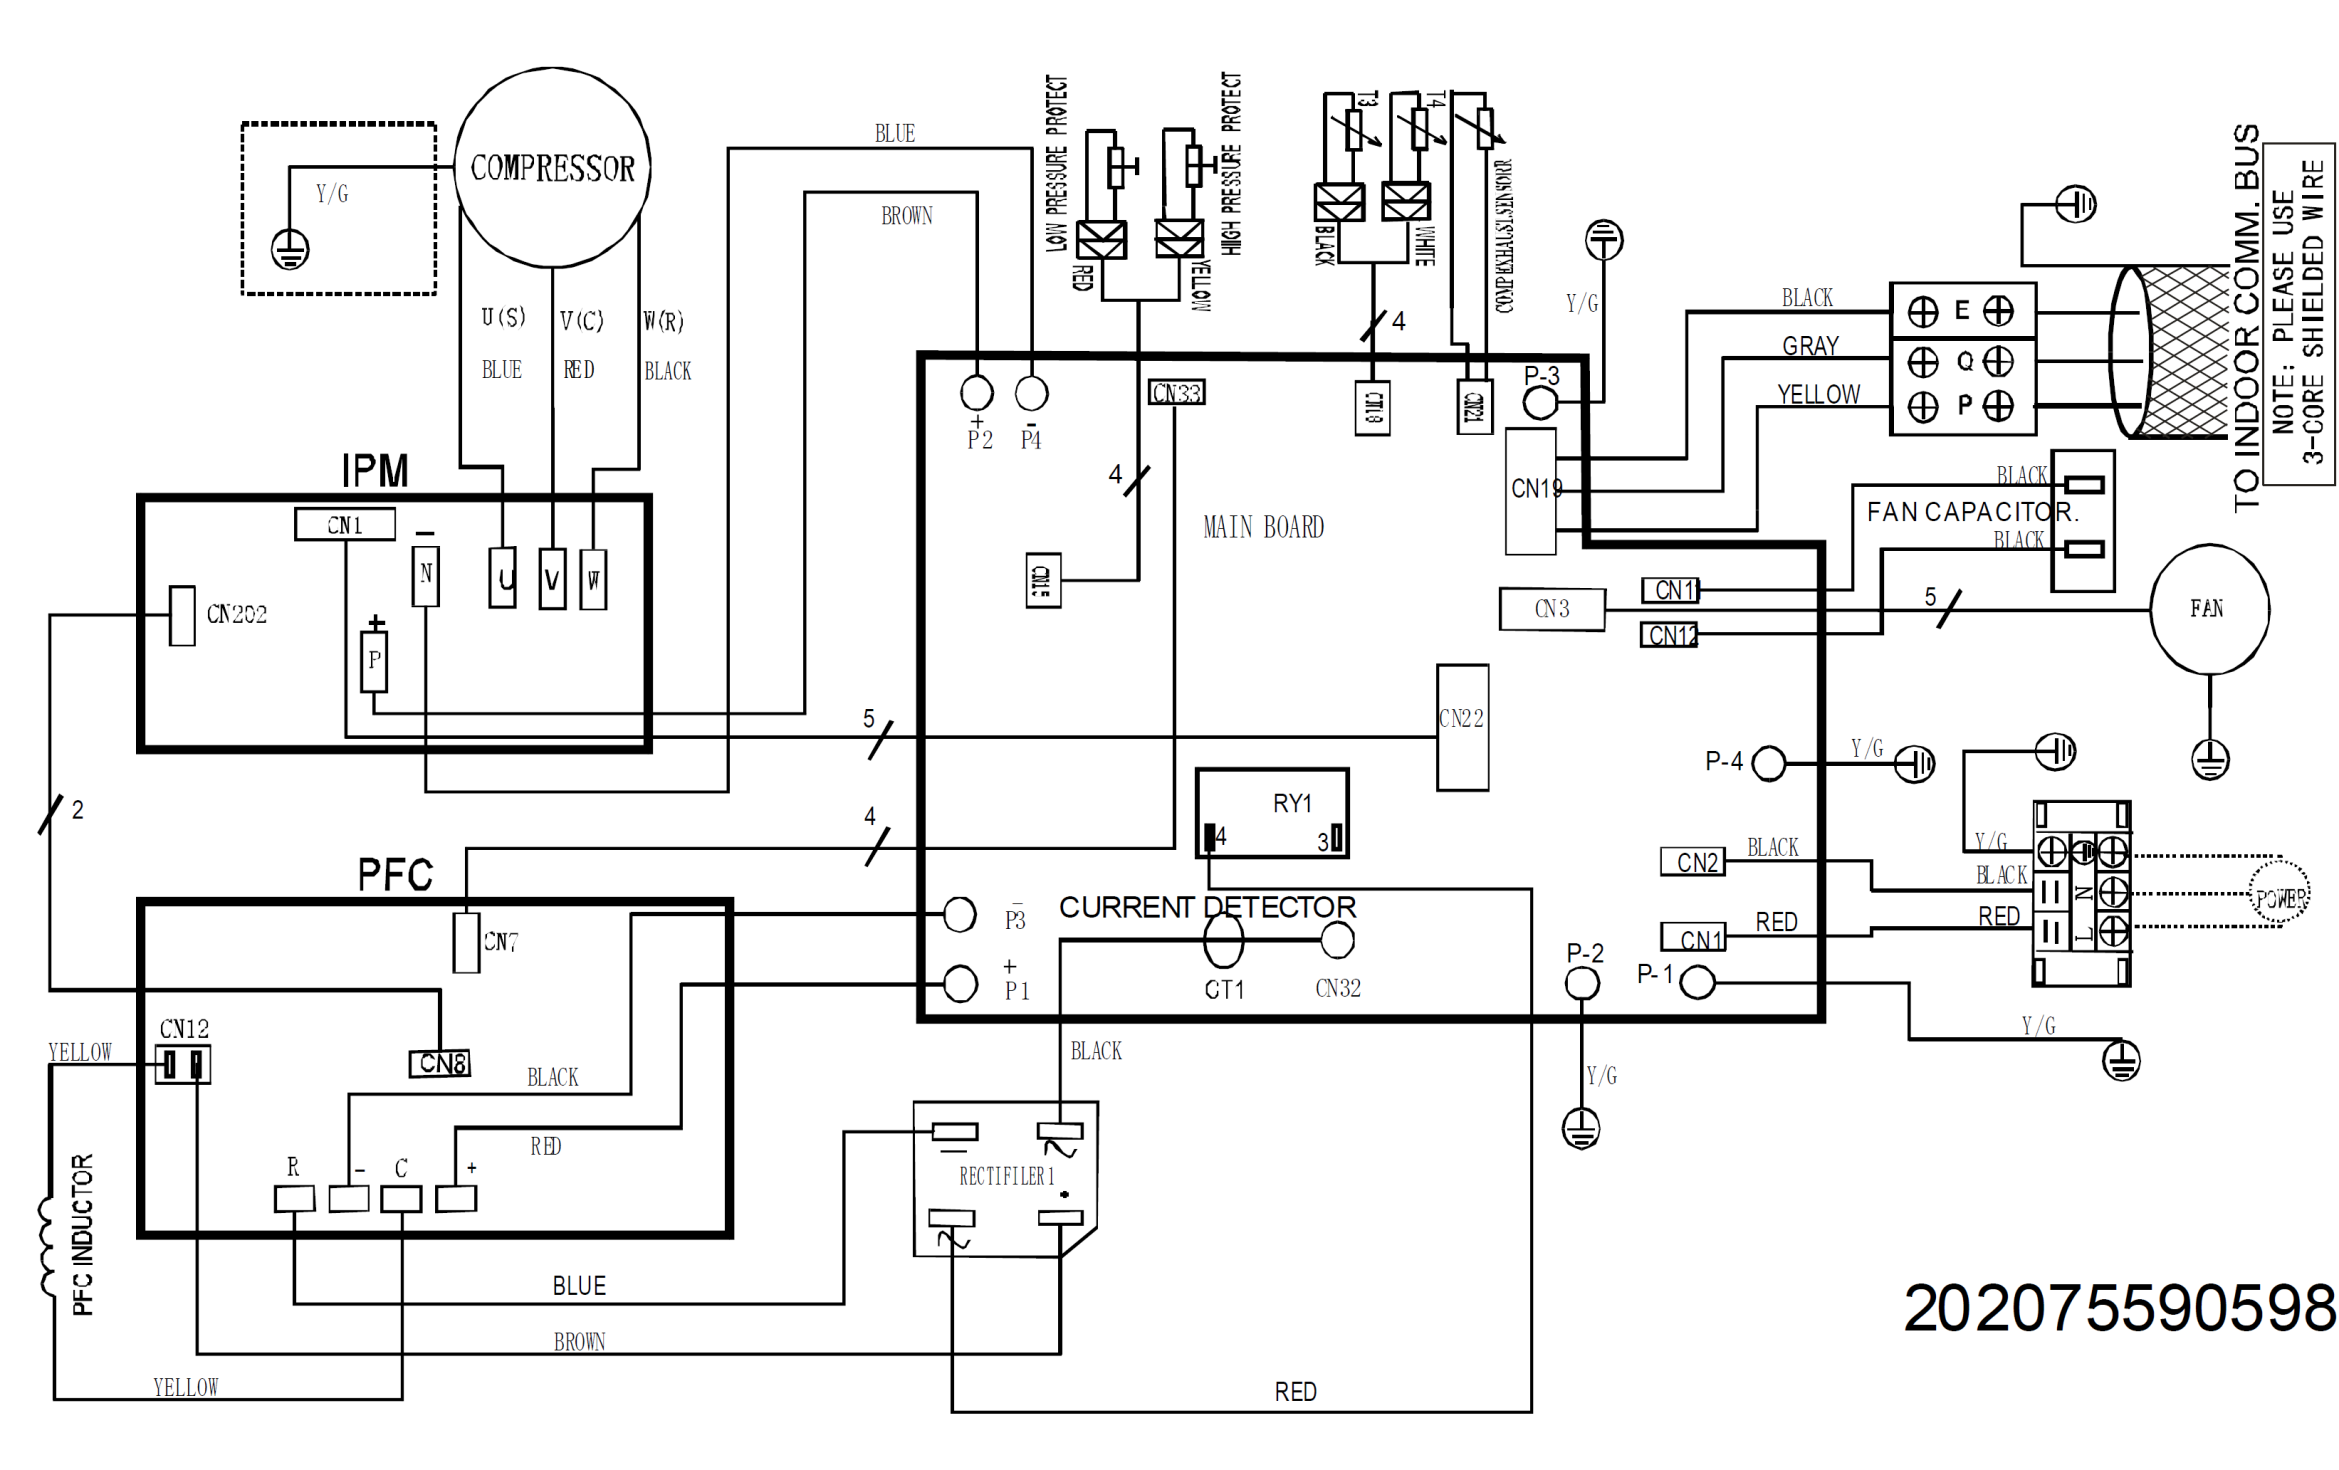 COMPRESSOR
Y/G
U(S)
V(C)
W(R)
BLUE
RED
BLACK
BLUE
BROWN
LOW PRESSURE PROTECT
HIGH PRESSURE PROTECT
RED
YELLOW
T3
T4
BLACK
WHITE
4
Y/G
P-3
CN18
CN21
CN33
+
P2
-
P4
4
MAIN BOARD
CN15
CN19
BLACK
GRAY
YELLOW
E
Q
P
TO INDOOR COMM. BUS
NOTE: PLEASE USE
3-CORE SHIELDED WIRE
BLACK
FAN CAPACITOR.
BLACK
CN3
CN11
CN12
5
FAN
IPM
CN1
-
N
U
V
W
+
P
CN202
2
5
4
CN22
RY1
4
3
P-4
Y/G
CN2
BLACK
CN1
RED
Y/G
BLACK
RED
N
L
POWER
P-2
P-1
Y/G
Y/G
PFC
CN7
CN12
CN8
YELLOW
PFC INDUCTOR
BLACK
RED
R
-
C
+
BLUE
BROWN
YELLOW
-
P3
+
P1
CURRENT DETECTOR
CT1
CN32
BLACK
RECTIFILER1
RED
202075590598